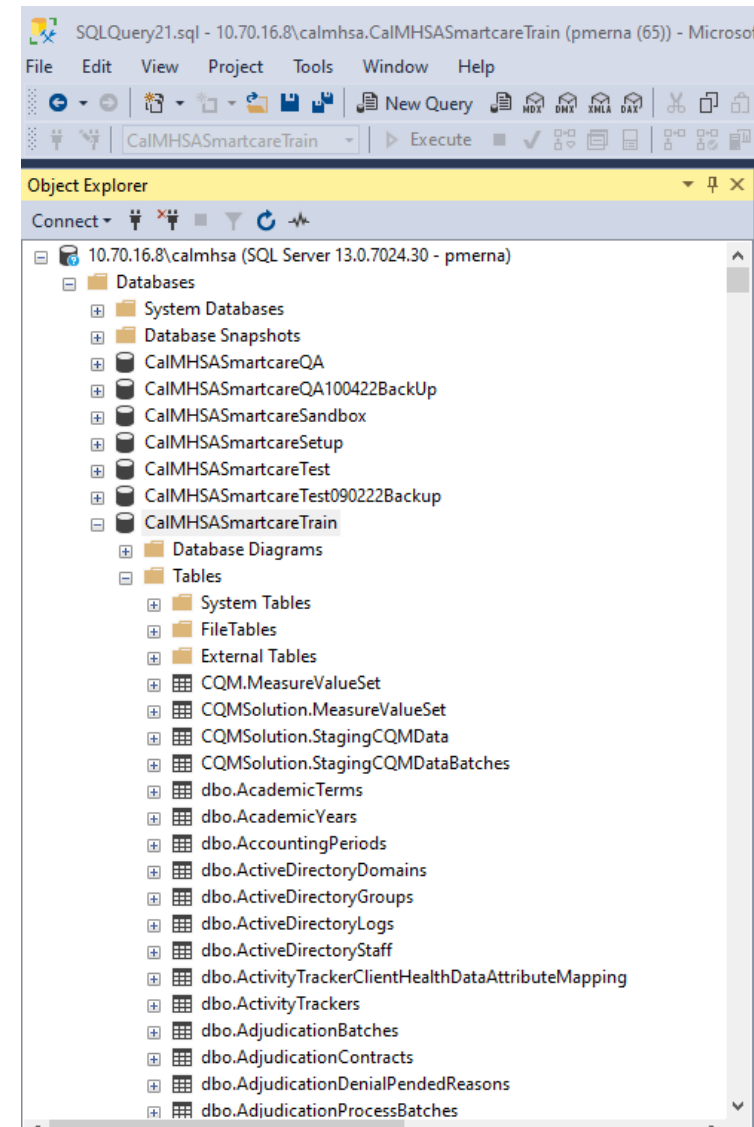 SQLQuery21.sql - 10.70.16.8\calmhsa.CalMHSASmartcareTrain (pmerna (65)) - Microsof
File Edit View Project Tools Window Help
New Query MDX DMX XMLA DAX
CalMHSASmartcareTrain Execute
Object Explorer
Connect
10.70.16.8\calmhsa (SQL Server 13.0.7024.30 - pmerna)
Databases
System Databases
Database Snapshots
CalMHSASmartcareQA
CalMHSASmartcareQA100422BackUp
CalMHSASmartcareSandbox
CalMHSASmartcareSetup
CalMHSASmartcareTest
CalMHSASmartcareTest090222Backup
CalMHSASmartcareTrain
Database Diagrams
Tables
System Tables
FileTables
External Tables
CQM.MeasureValueSet
CQMSolution.MeasureValueSet
CQMSolution.StagingCQMData
CQMSolution.StagingCQMDataBatches
dbo.AcademicTerms
dbo.AcademicYears
dbo.AccountingPeriods
dbo.ActiveDirectoryDomains
dbo.ActiveDirectoryGroups
dbo.ActiveDirectoryLogs
dbo.ActiveDirectoryStaff
dbo.ActivityTrackerClientHealthDataAttributeMapping
dbo.ActivityTrackers
dbo.AdjudicationBatches
dbo.AdjudicationContracts
dbo.AdjudicationDenialPendedReasons
dbo.AdjudicationProcessBatches